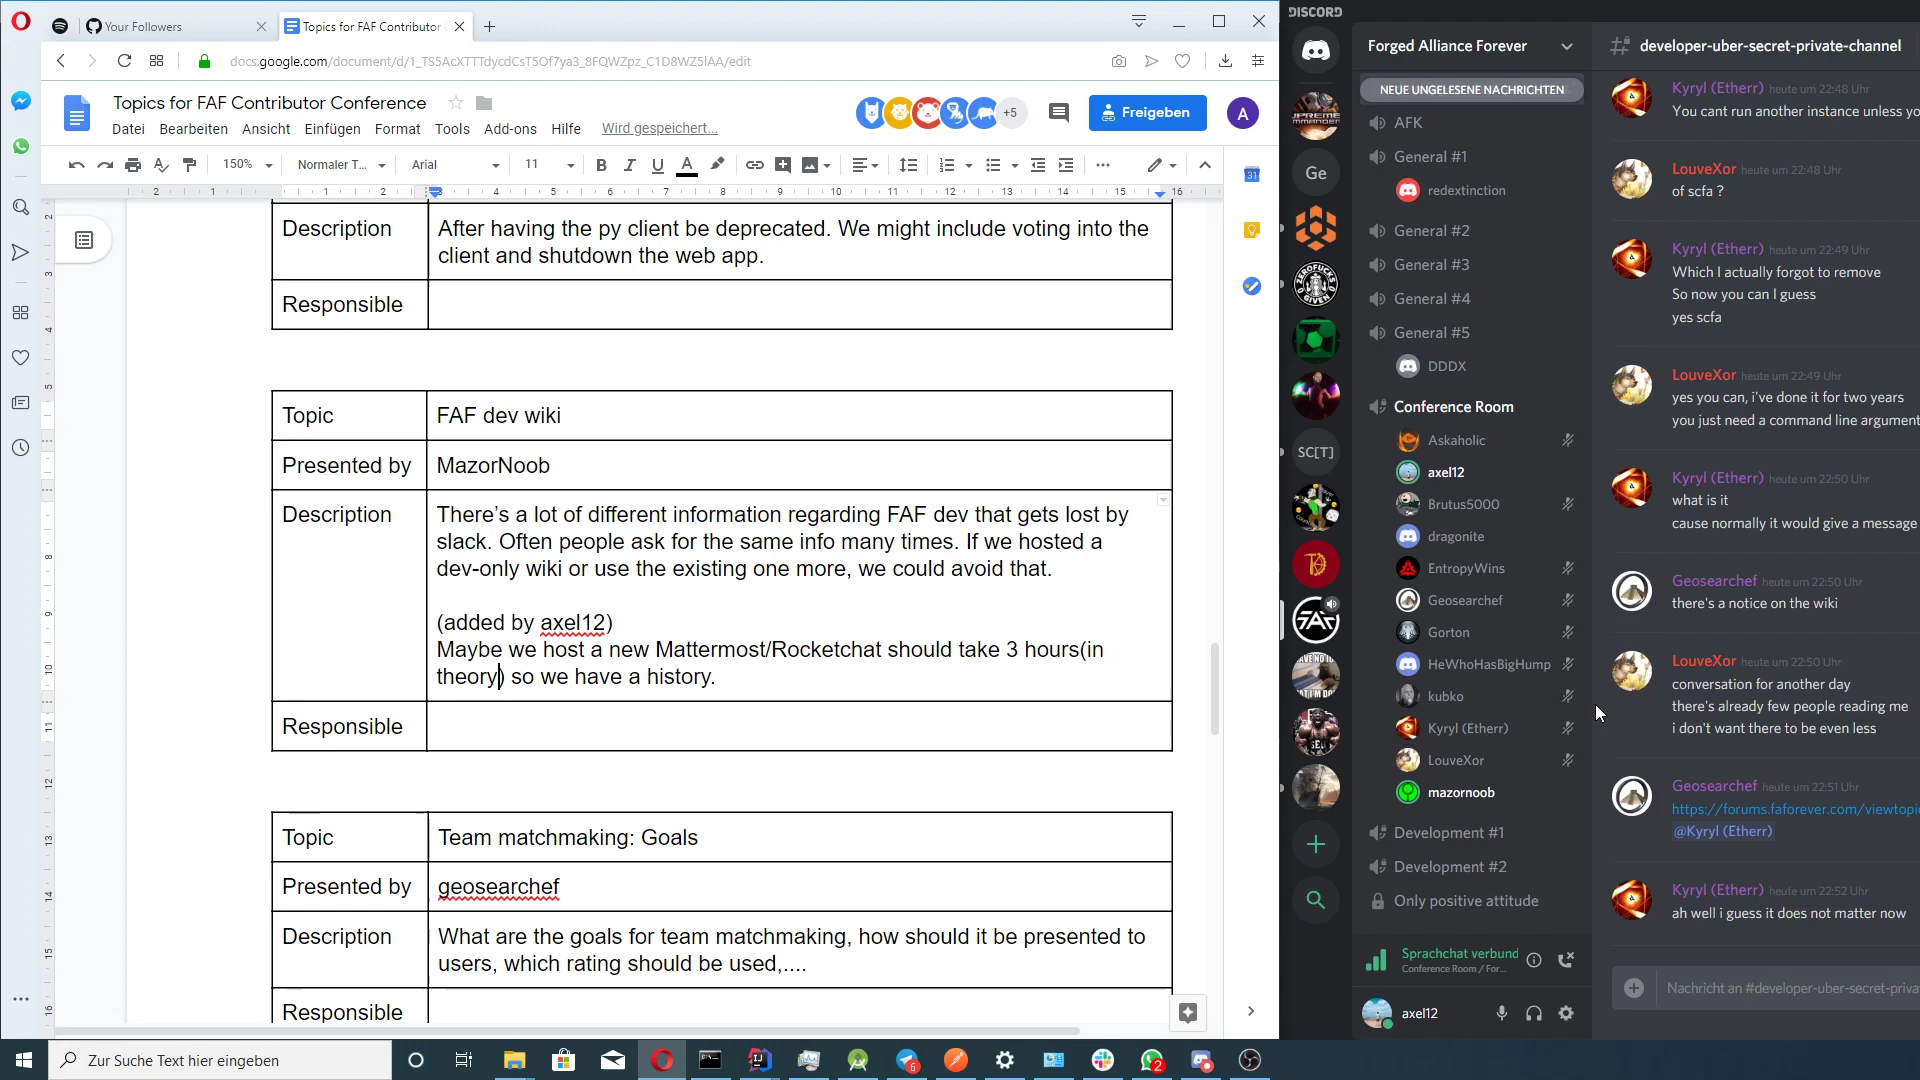 Your Followers
Topics for FAF Contributor
docs.google.com/document/d/1_TS5AcXTTTdycdCsT5Of7ya3_8FQWZpz_C1D8WZ5lAA/edit
Topics for FAF Contributor Conference
Datei Bearbeiten Ansicht Einfügen Format Tools Add-ons Hilfe Wird gespeichert...
+5
Freigeben
A
150% Normaler T... Arial 11
Description
After having the py client be deprecated. We might include voting into the
client and shutdown the web app.
Responsible
Topic
FAF dev wiki
Presented by
MazorNoob
Description
There's a lot of different information regarding FAF dev that gets lost by
slack. Often people ask for the same info many times. If we hosted a
dev-only wiki or use the existing one more, we could avoid that.
(added by axel12)
Maybe we host a new Mattermost/Rocketchat should take 3 hours(in
theory) so we have a history.
Responsible
Topic
Team matchmaking: Goals
Presented by
geosearchef
Description
What are the goals for team matchmaking, how should it be presented to
users, which rating should be used,....
Responsible
Zur Suche Text hier eingeben
DISCORD
Ge
SC[T]
Forged Alliance Forever
NEUE UNGELESENE NACHRICHTEN
AFK
General #1
redextinction
General #2
General #3
General #4
General #5
DDDX
Conference Room
Askaholic
axel12
Brutus5000
dragonite
EntropyWins
Geosearchef
Gorton
HeWhoHasBigHump
kubko
Kyryl (Etherr)
LouveXor
mazornoob
Development #1
Development #2
Only positive attitude
Sprachchat verbund
Conference Room / For...
axel12
developer-uber-secret-private-channel
Kyryl (Etherr) heute um 22:48 Uhr
You cant run another instance unless yo
LouveXor heute um 22:48 Uhr
of scfa ?
Kyryl (Etherr) heute um 22:49 Uhr
Which I actually forgot to remove
So now you can I guess
yes scfa
LouveXor heute um 22:49 Uhr
yes you can, i've done it for two years
you just need a command line argument
Kyryl (Etherr) heute um 22:50 Uhr
what is it
cause normally it would give a message
Geosearchef heute um 22:50 Uhr
there's a notice on the wiki
LouveXor heute um 22:50 Uhr
conversation for another day
there's already few people reading me
i don't want there to be even less
Geosearchef heute um 22:51 Uhr
https://forums.faforever.com/viewtopi
@Kyryl (Etherr)
Kyryl (Etherr) heute um 22:52 Uhr
ah well i guess it does not matter now
Nachricht an #developer-uber-secret-priva